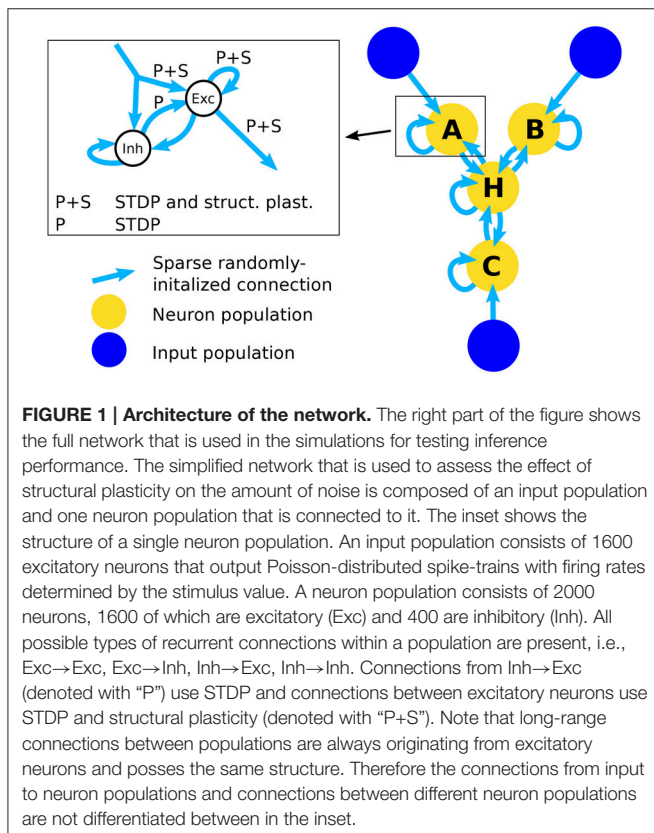 P+S
P+S
P
Exc
Inh
P+S
P+S STDP and struct. plast.
P STDP
A
B
H
C
Sparse randomly-
initalized connection
Neuron population
Input population
FIGURE 1 | Architecture of the network. The right part of the figure shows
the full network that is used in the simulations for testing inference
performance. The simplified network that is used to assess the effect of
structural plasticity on the amount of noise is composed of an input population
and one neuron population that is connected to it. The inset shows the
structure of a single neuron population. An input population consists of 1600
excitatory neurons that output Poisson-distributed spike-trains with firing rates
determined by the stimulus value. A neuron population consists of 2000
neurons, 1600 of which are excitatory (Exc) and 400 are inhibitory (Inh). All
possible types of recurrent connections within a population are present, i.e.,
Exc→Exc, Exc→Inh, Inh→Exc, Inh→Inh. Connections from Inh→Exc
(denoted with “P”) use STDP and connections between excitatory neurons use
STDP and structural plasticity (denoted with “P+S”). Note that long-range
connections between populations are always originating from excitatory
neurons and posses the same structure. Therefore the connections from input
to neuron populations and connections between different neuron populations
are not differentiated between in the inset.